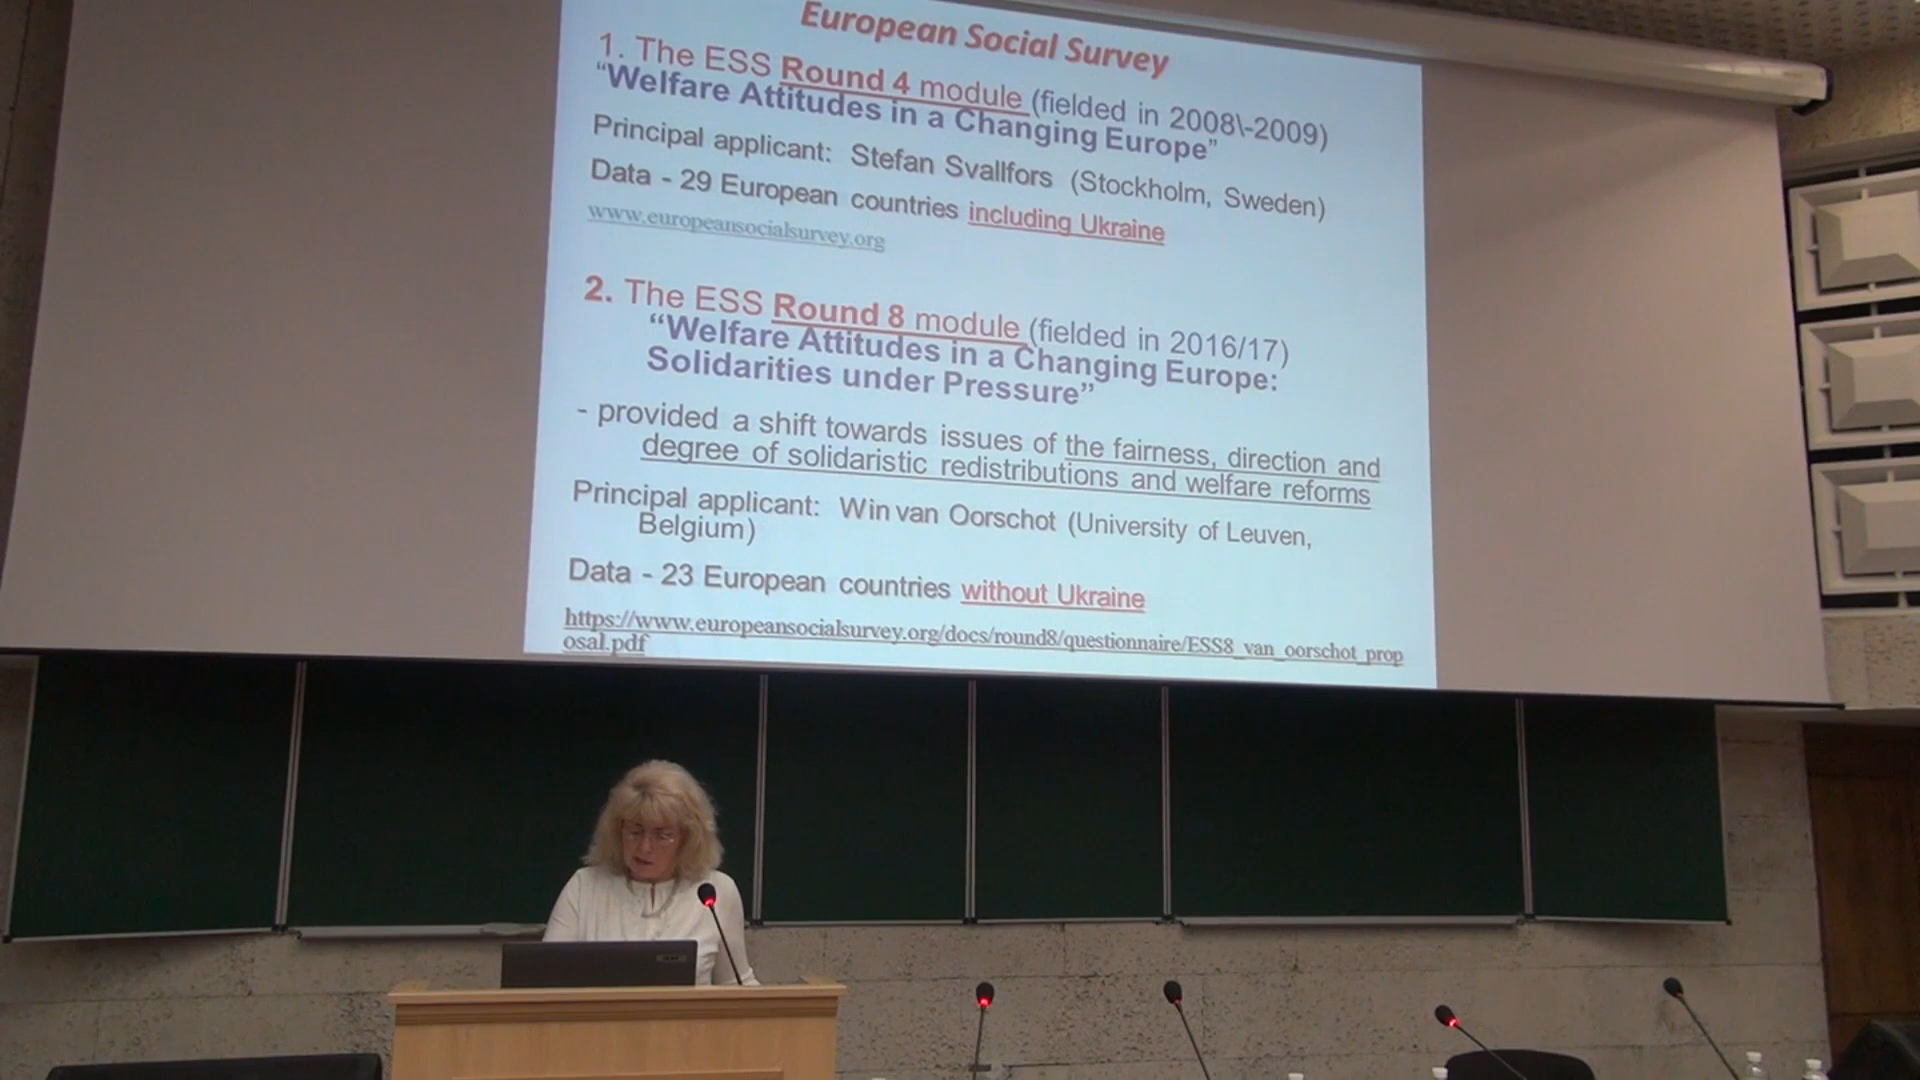 European Social Survey
1. The ESS Round 4 module (fielded in 2008\-2009)
“Welfare Attitudes in a Changing Europe”
Principal applicant: Stefan Svallfors (Stockholm, Sweden)
Data - 29 European countries including Ukraine
www.europeansocialsurvey.org
2. The ESS Round 8 module (fielded in 2016/17)
“Welfare Attitudes in a Changing Europe:
Solidarities under Pressure”
- provided a shift towards issues of the fairness, direction and
degree of solidaristic redistributions and welfare reforms
Principal applicant: Win van Oorschot (University of Leuven,
Belgium)
Data - 23 European countries without Ukraine
https://www.europeansocialsurvey.org/docs/round8/questionnaire/ESS8_van_oorschot_prop
osal.pdf